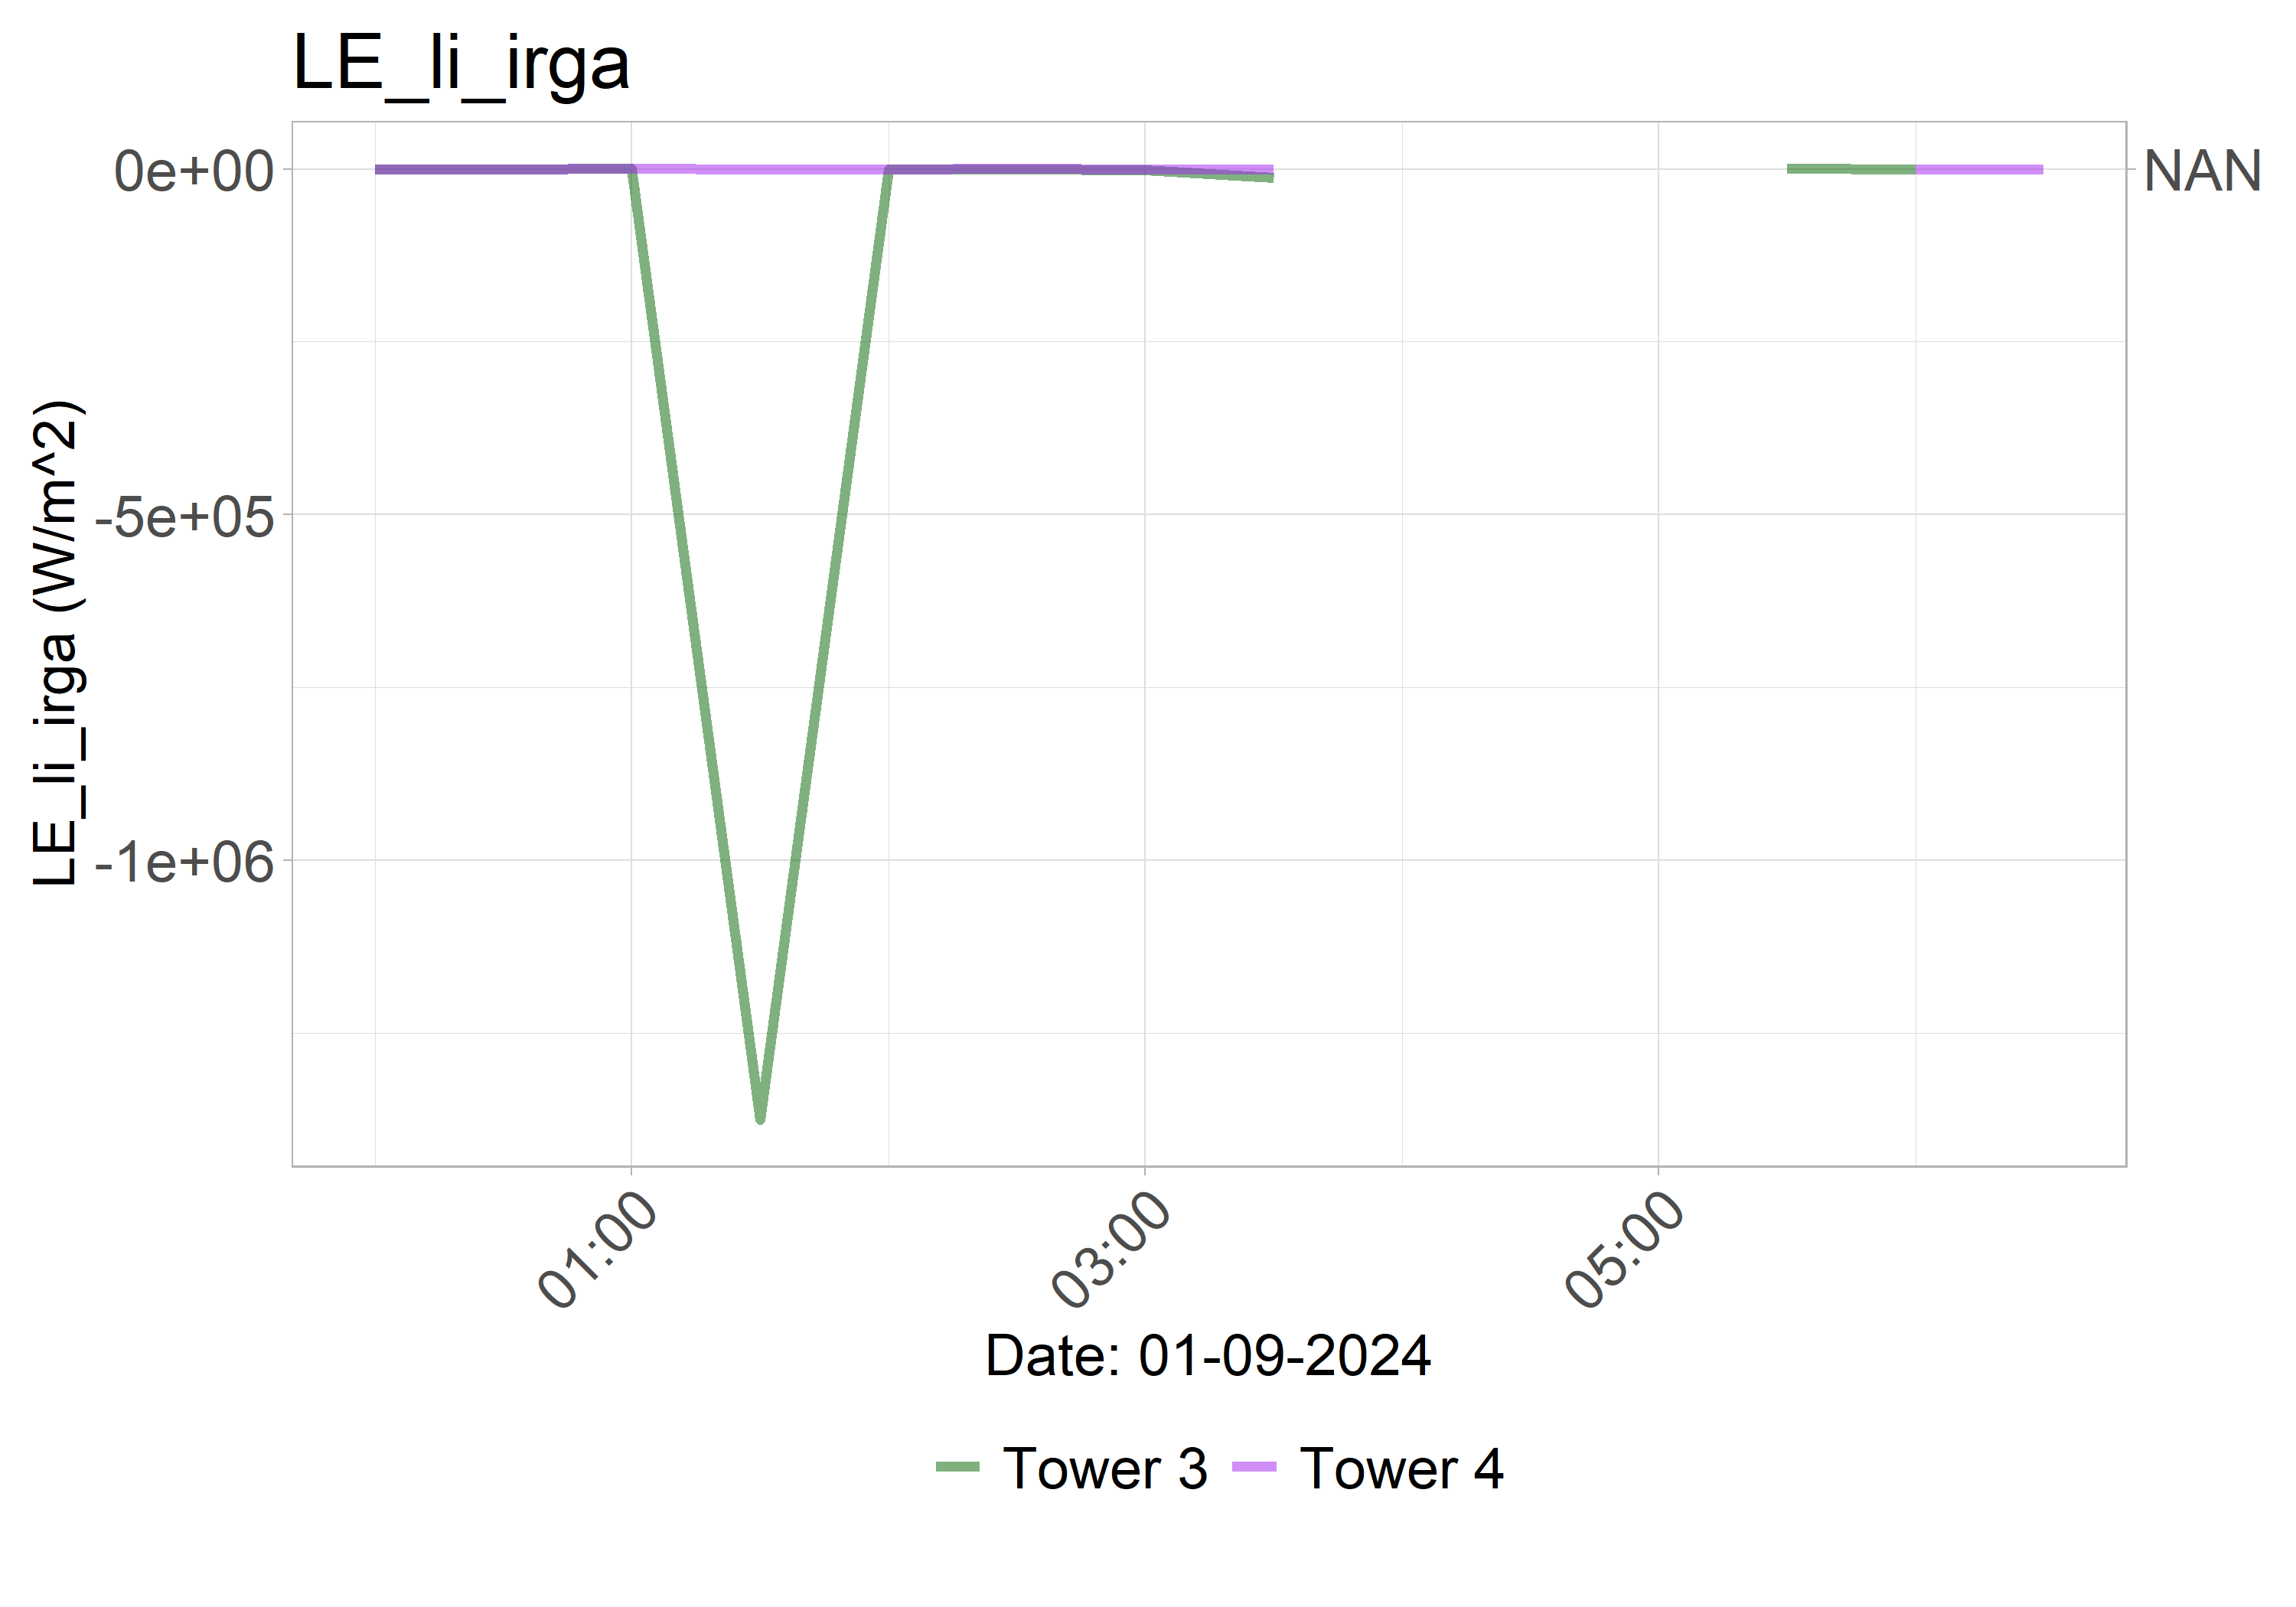 LE_li_irga
0e+00
NAN
-5e+05
-1e+06
LE_li_irga (W/m^2)
01:00
03:00
05:00
Date: 01-09-2024
Tower 3
Tower 4